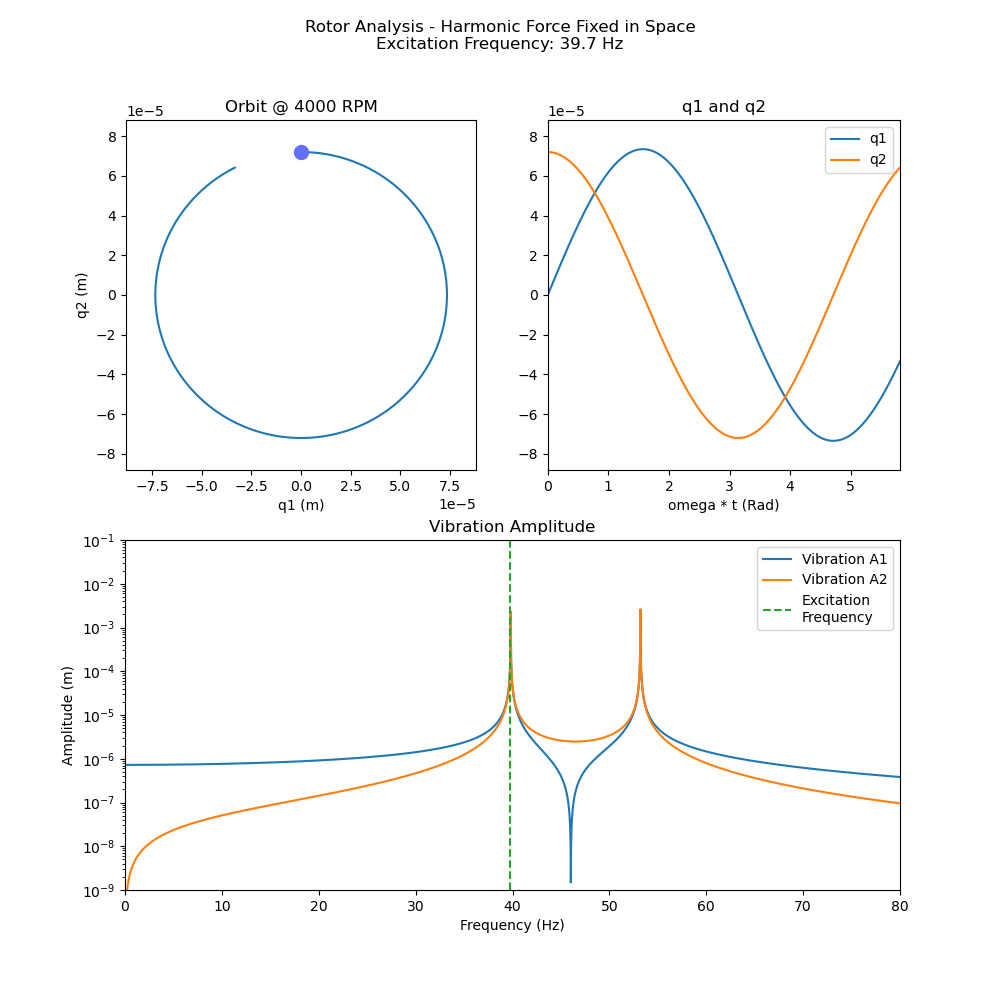 Rotor Analysis - Harmonic Force Fixed in Space
Excitation Frequency: 39.7 Hz
Orbit @ 4000 RPM
1e−5
8
6
4
2
0
−2
−4
−6
−8
q2 (m)
−7.5 −5.0 −2.5 0.0 2.5 5.0 7.5
1e−5
q1 (m)
q1 and q2
1e−5
8
6
4
2
0
−2
−4
−6
−8
q1
q2
0 1 2 3 4 5
omega * t (Rad)
Vibration Amplitude
10⁻¹
10⁻²
10⁻³
10⁻⁴
10⁻⁵
10⁻⁶
10⁻⁷
10⁻⁸
10⁻⁹
Amplitude (m)
Vibration A1
Vibration A2
Excitation
Frequency
0 10 20 30 40 50 60 70 80
Frequency (Hz)